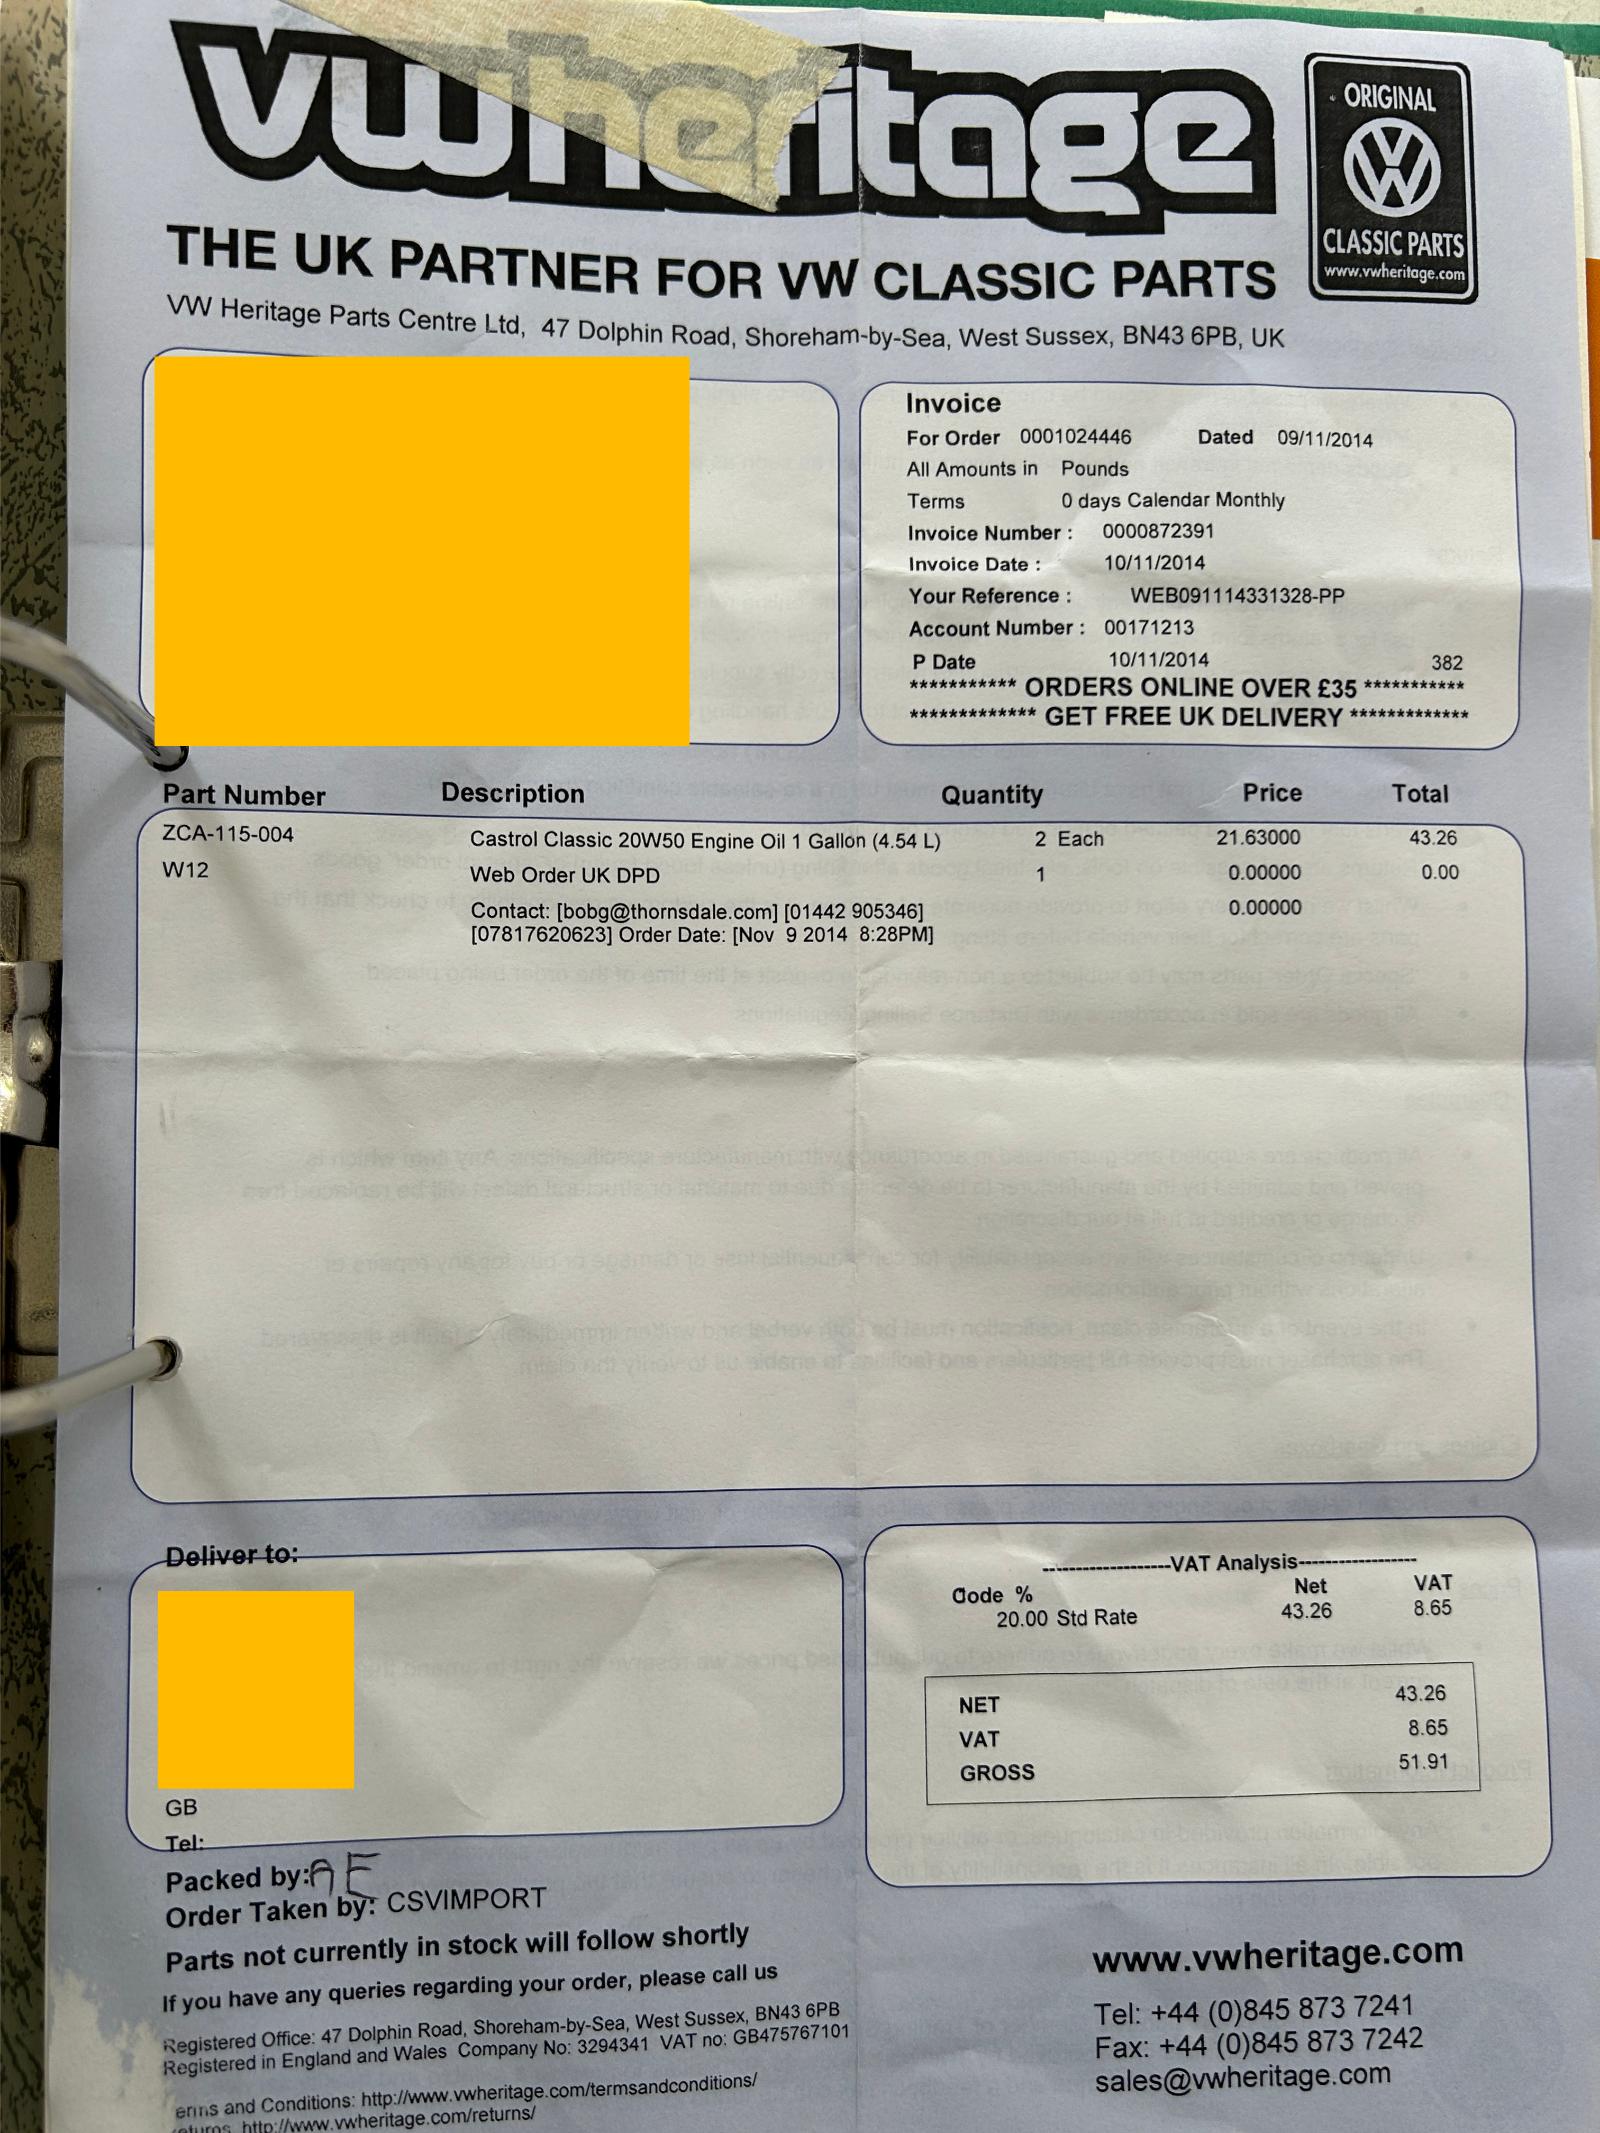 vwheritage
ORIGINAL
CLASSIC PARTS
www.vwheritage.com
THE UK PARTNER FOR VW CLASSIC PARTS
VW Heritage Parts Centre Ltd, 47 Dolphin Road, Shoreham-by-Sea, West Sussex, BN43 6PB, UK
Invoice
For Order 0001024446 Dated 09/11/2014
All Amounts in Pounds
Terms 0 days Calendar Monthly
Invoice Number : 0000872391
Invoice Date : 10/11/2014
Your Reference : WEB091114331328-PP
Account Number : 00171213
P Date 10/11/2014 382
*********** ORDERS ONLINE OVER £35 ***********
************* GET FREE UK DELIVERY *************
Part Number Description Quantity Price Total
ZCA-115-004 Castrol Classic 20W50 Engine Oil 1 Gallon (4.54 L) 2 Each 21.63000 43.26
W12 Web Order UK DPD 1 0.00000 0.00
Contact: [bobg@thornsdale.com] [01442 905346] 0.00000
[07817620623] Order Date: [Nov 9 2014 8:28PM]
Deliver to:
GB
Tel:
-------------------VAT Analysis------------------
Code % Net VAT
20.00 Std Rate 43.26 8.65
NET 43.26
VAT 8.65
GROSS 51.91
Packed by: AE
Order Taken by: CSVIMPORT
Parts not currently in stock will follow shortly
If you have any queries regarding your order, please call us
Registered Office: 47 Dolphin Road, Shoreham-by-Sea, West Sussex, BN43 6PB
Registered in England and Wales Company No: 3294341 VAT no: GB475767101
erms and Conditions: http://www.vwheritage.com/termsandconditions/
eturns http://www.vwheritage.com/returns/
www.vwheritage.com
Tel: +44 (0)845 873 7241
Fax: +44 (0)845 873 7242
sales@vwheritage.com